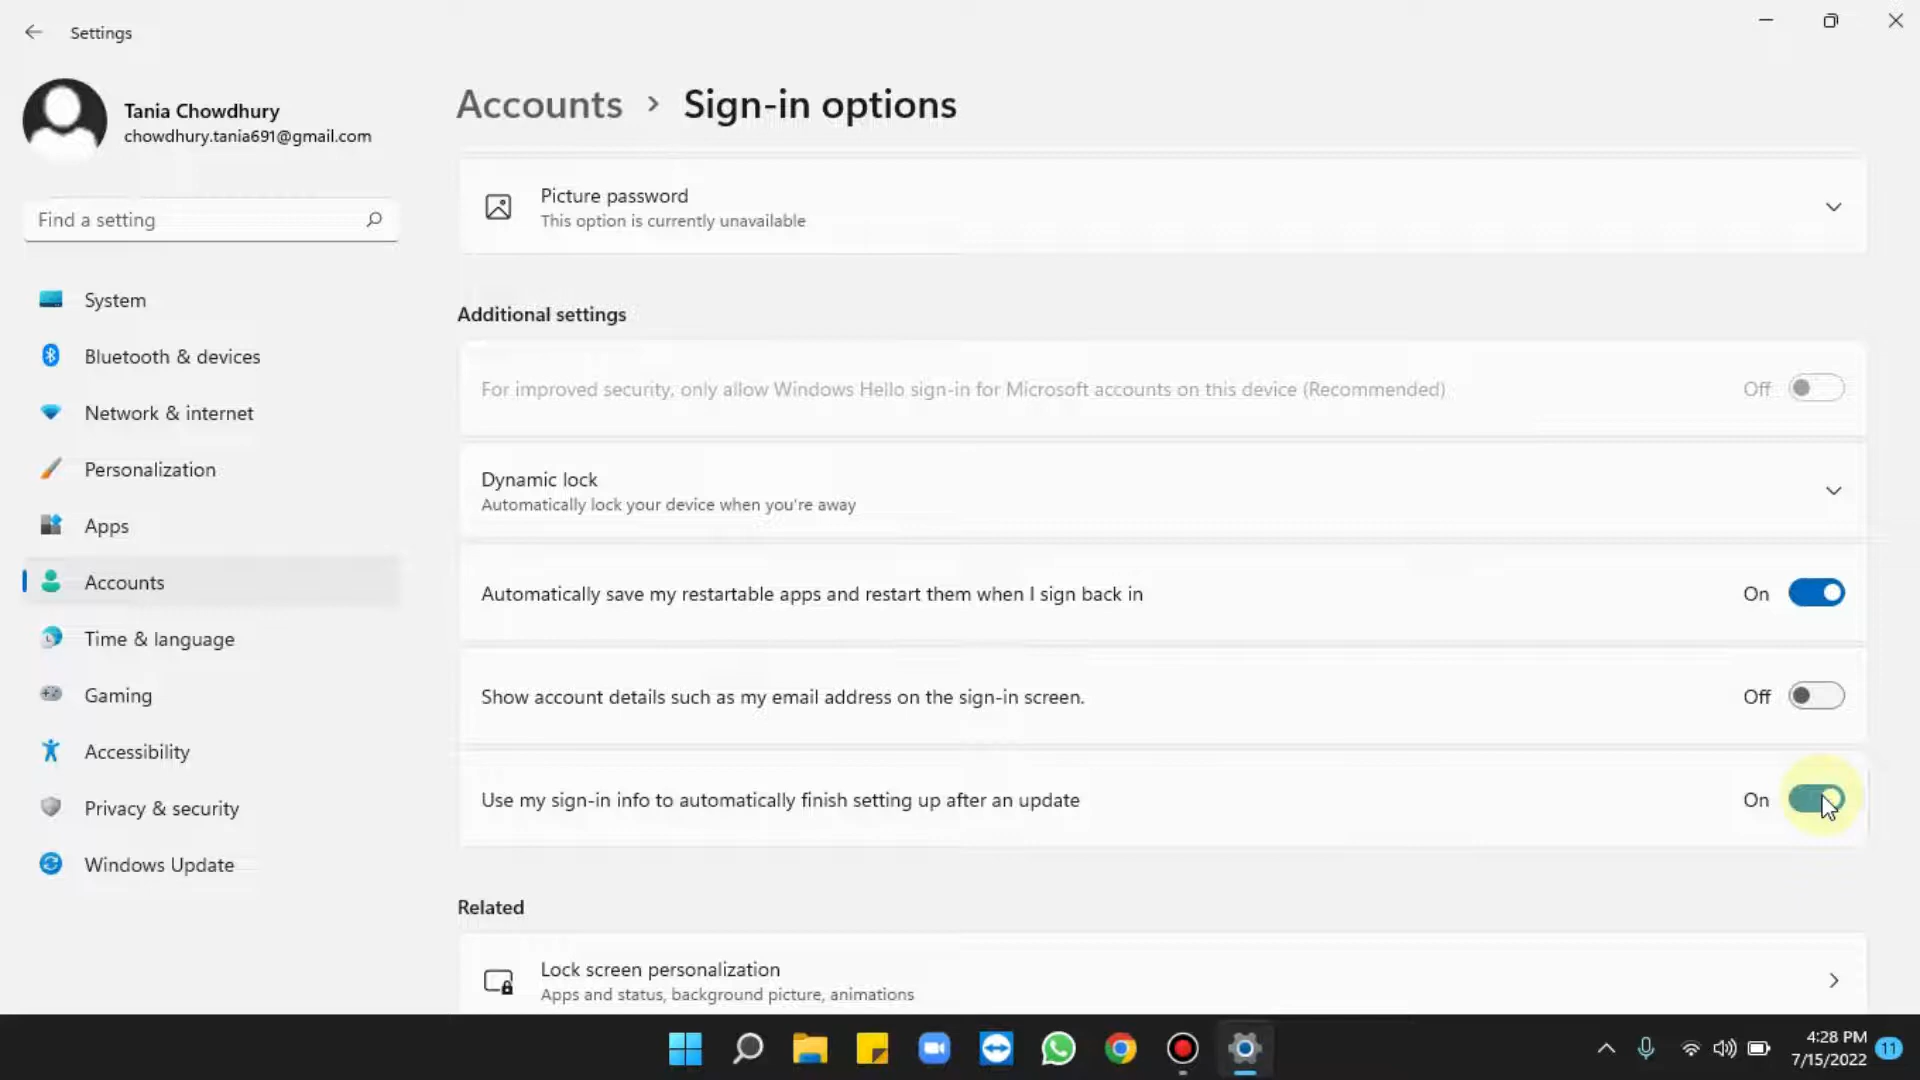 Settings
Tania Chowdhury
chowdhury.tania691@gmail.com
Find a setting
System
Bluetooth & devices
Network & internet
Personalization
Apps
Accounts
Time & language
Gaming
Accessibility
Privacy & security
Windows Update
Accounts > Sign-in options
Picture password
This option is currently unavailable
Additional settings
For improved security, only allow Windows Hello sign-in for Microsoft accounts on this device (Recommended) Off
Dynamic lock
Automatically lock your device when you're away
Automatically save my restartable apps and restart them when I sign back in On
Show account details such as my email address on the sign-in screen. Off
Use my sign-in info to automatically finish setting up after an update On
Related
Lock screen personalization
Apps and status, background picture, animations
4:28 PM
7/15/2022
11